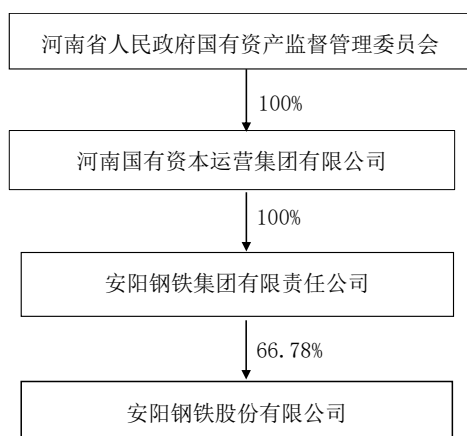 河南省人民政府国有资产监督管理委员会
100%
河南国有资本运营集团有限公司
100%
安阳钢铁集团有限责任公司
66.78%
安阳钢铁股份有限公司